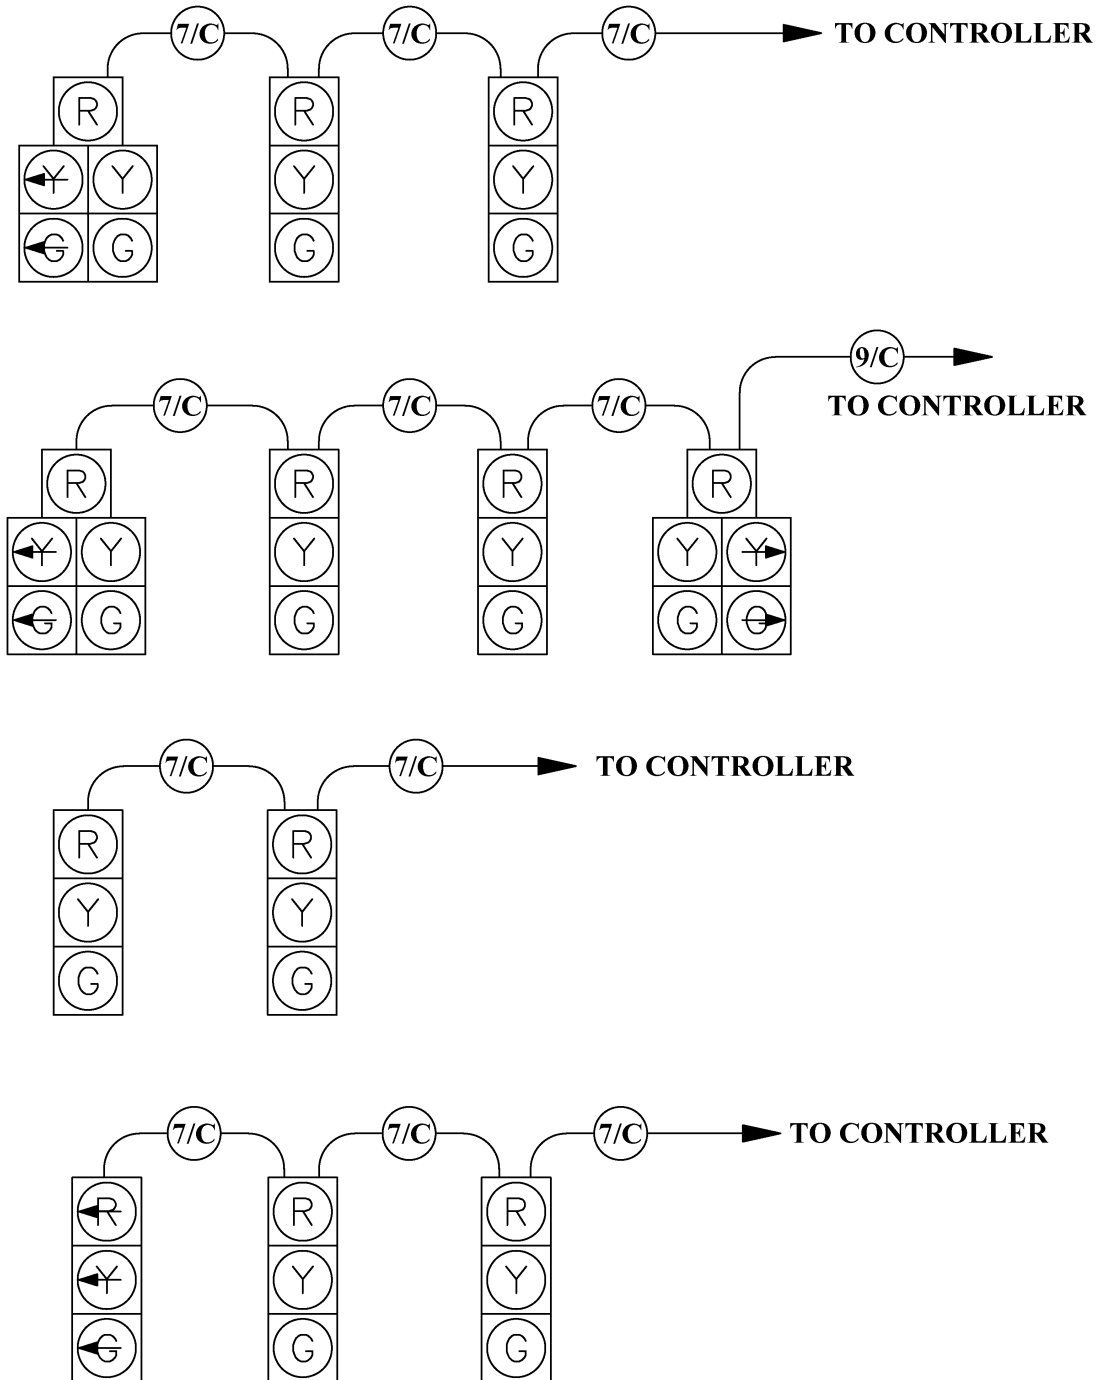 7/C 7/C 7/C TO CONTROLLER
R R R
Y Y Y Y
G G G G
9/C
7/C 7/C 7/C TO CONTROLLER
R R R R
Y Y Y Y Y Y
G G G G G G
7/C 7/C TO CONTROLLER
R R
Y Y
G G
7/C 7/C 7/C TO CONTROLLER
R R R
Y Y Y
G G G